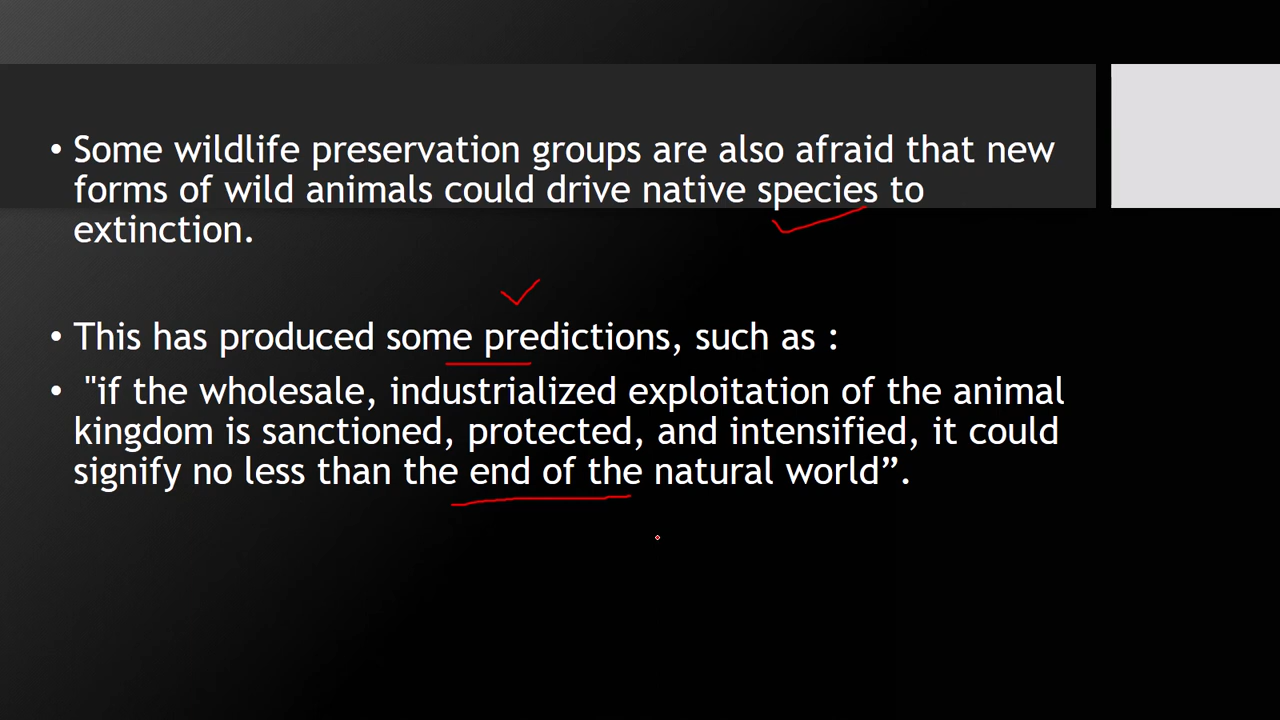 • Some wildlife preservation groups are also afraid that new
forms of wild animals could drive native species to
extinction.
• This has produced some predictions, such as :
• "if the wholesale, industrialized exploitation of the animal
kingdom is sanctioned, protected, and intensified, it could
signify no less than the end of the natural world”.